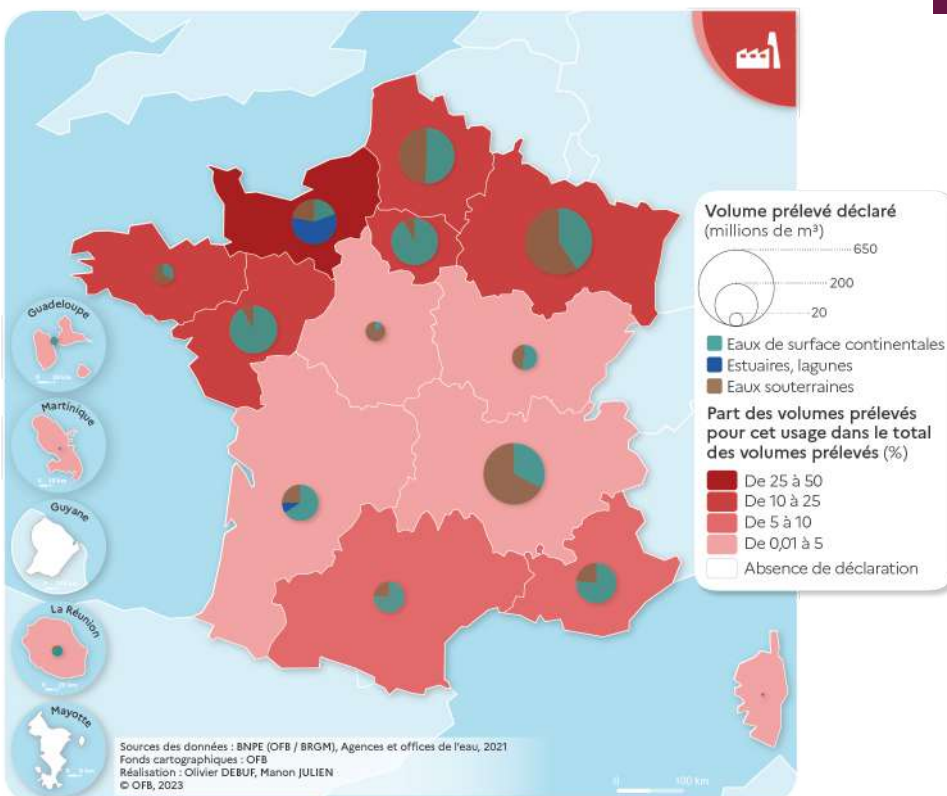 Volume prélevé déclaré
(millions de m³)
650
200
20
Eaux de surface continentales
Estuaires, lagunes
Eaux souterraines
Part des volumes prélevés
pour cet usage dans le total
des volumes prélevés (%)
De 25 à 50
De 10 à 25
De 5 à 10
De 0,01 à 5
Absence de déclaration
Guadeloupe
Martinique
Guyane
La Réunion
Mayotte
Sources des données : BNPE (OFB / BRGM), Agences et offices de l'eau, 2021
Fonds cartographiques : OFB
Réalisation : Olivier DEBUF, Manon JULIEN
© OFB, 2023
0 100 km